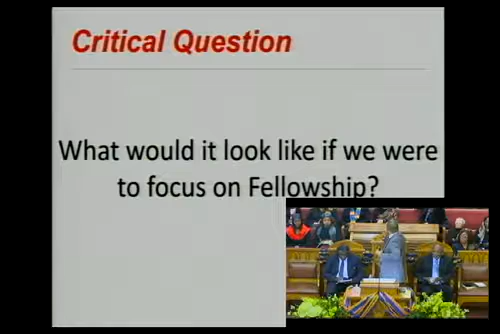 Critical Question
What would it look like if we were
to focus on Fellowship?